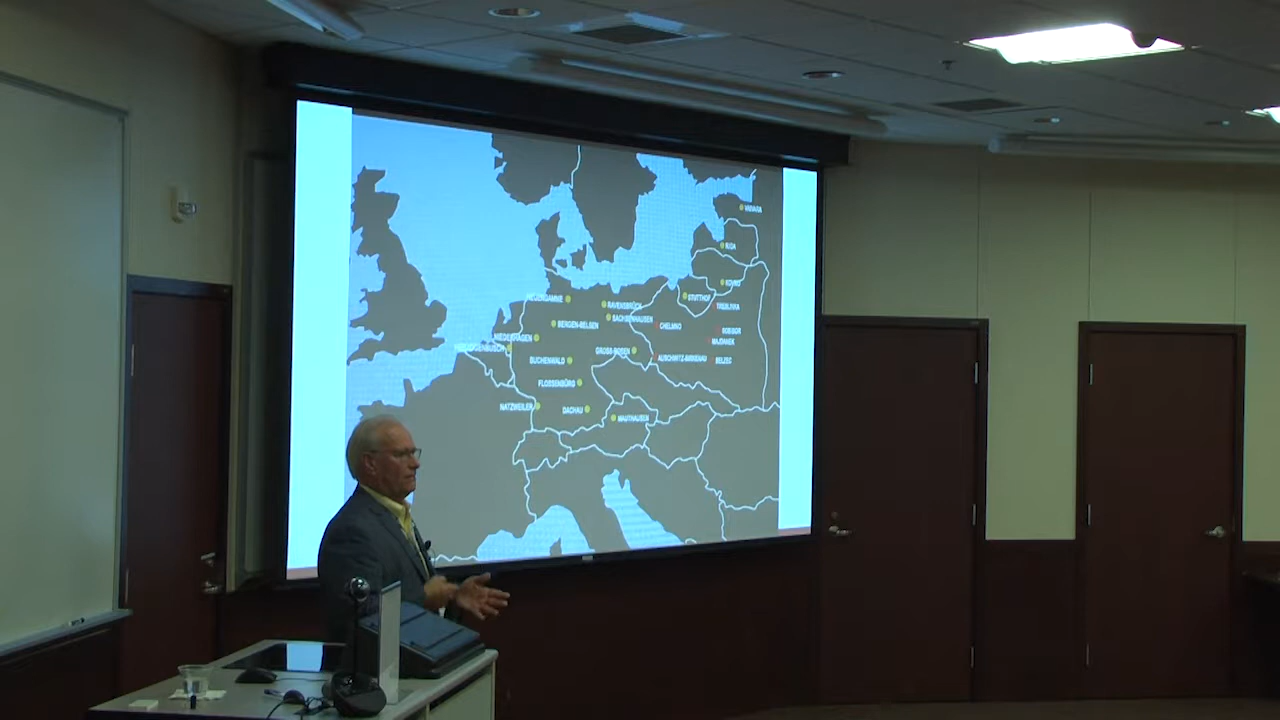 VAIVARA
RIGA
KOVNO
STUTTHOF
NEUENGAMME
RAVENSBRÜCK
TREBLINKA
SACHSENHAUSEN
BERGEN-BELSEN
CHELMNO
SOBIBOR
NIEDERHAGEN
MAJDANEK
HERZOGENBUSCH
GROSS-ROSEN
BUCHENWALD
AUSCHWITZ-BIRKENAU
BELZEC
FLOSSENBÜRG
NATZWEILER
DACHAU
MAUTHAUSEN